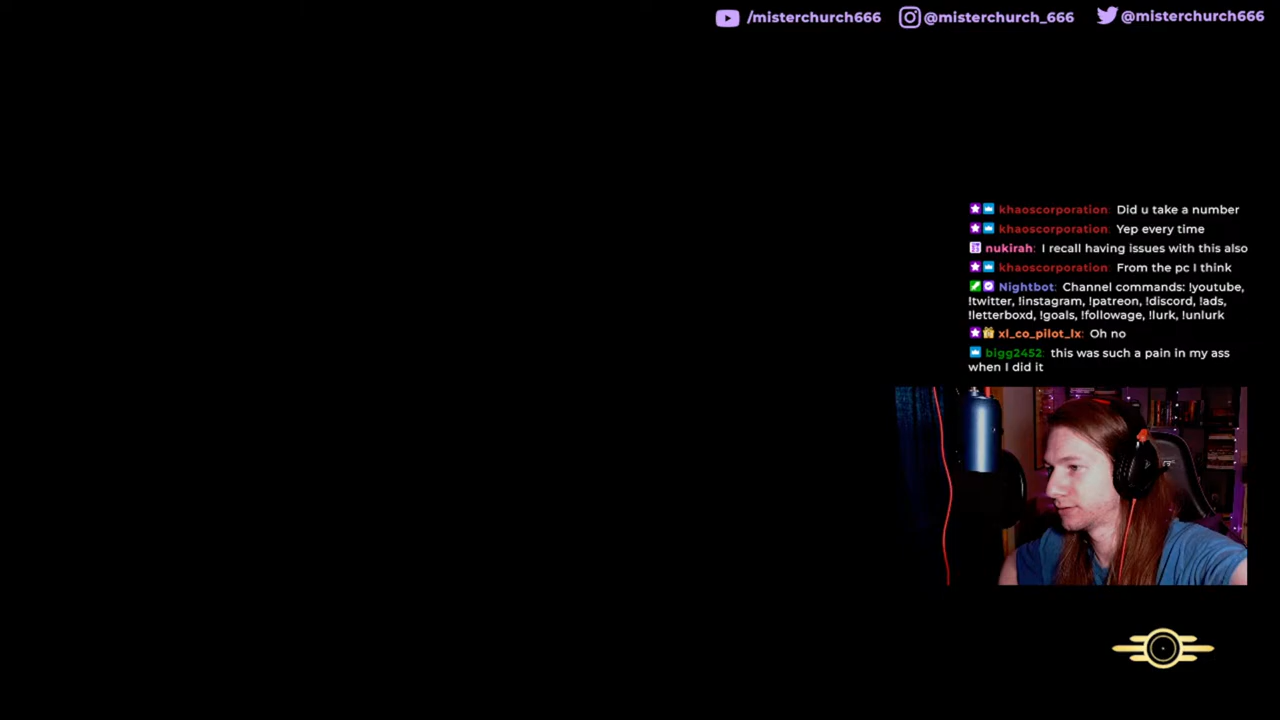 /misterchurch666 @misterchurch_666 @misterchurch666
khaoscorporation: Did u take a number
khaoscorporation: Yep every time
nukirah: I recall having issues with this also
khaoscorporation: From the pc I think
Nightbot: Channel commands: !youtube,
!twitter, !instagram, !patreon, !discord, !ads,
!letterboxd, !goals, !followage, !lurk, !unlurk
xl_co_pilot_lx: Oh no
bigg2452: this was such a pain in my ass
when I did it